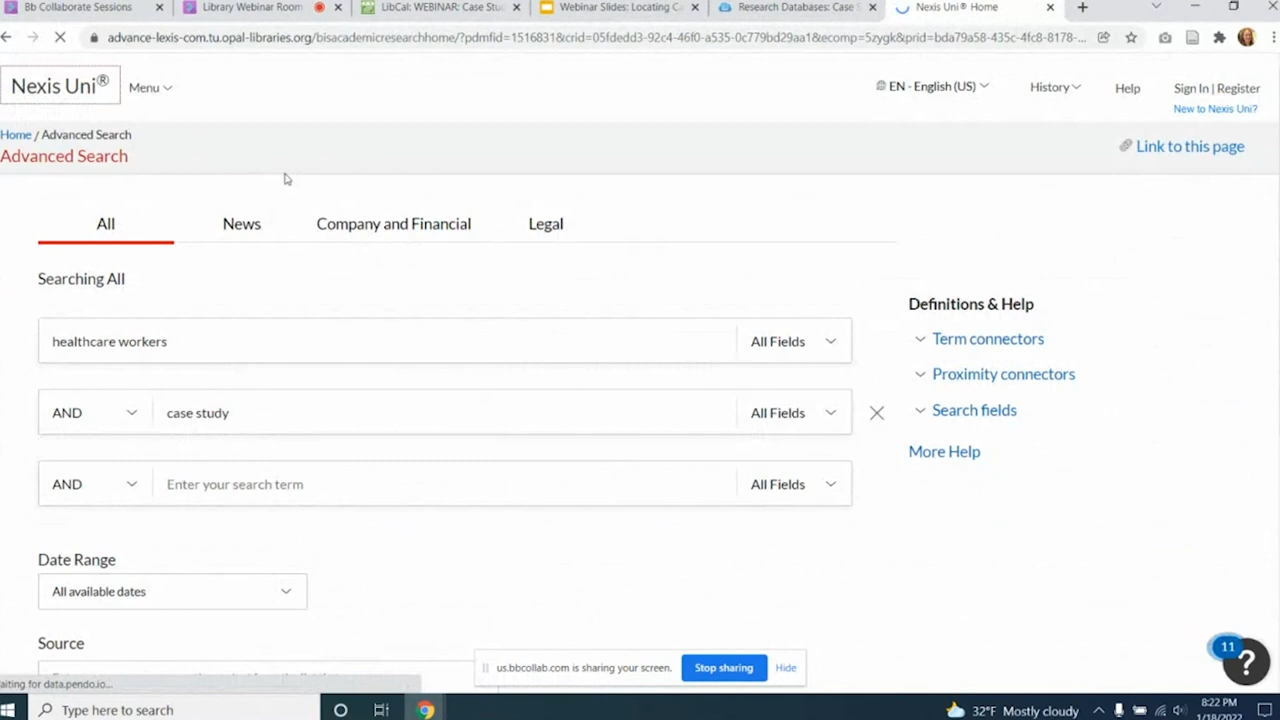 Bb Collaborate Sessions
Library Webinar Room
LibCal: WEBINAR: Case Stu
Webinar Slides: Locating C
Research Databases: Case S
Nexis Uni® Home
advance-lexis-com.tu.opal-libraries.org/bisacademicresearchhome/?pdmfid=1516831&crid=05fdedd3-92c4-46f0-a535-0c779bd29aa1&ecomp=5zygk&prid=bda79a58-435c-4fc8-8178-...
Nexis Uni®
Menu
EN - English (US)
History
Help
Sign In | Register
New to Nexis Uni?
Home / Advanced Search
Advanced Search
Link to this page
All
News
Company and Financial
Legal
Searching All
healthcare workers
All Fields
AND
case study
All Fields
AND
Enter your search term
All Fields
Definitions & Help
Term connectors
Proximity connectors
Search fields
More Help
Date Range
All available dates
Source
us.bbcollab.com is sharing your screen.
Stop sharing
Hide
11
?
aiting for data.pendo.io...
Type here to search
32°F Mostly cloudy
8:22 PM
1/18/2022